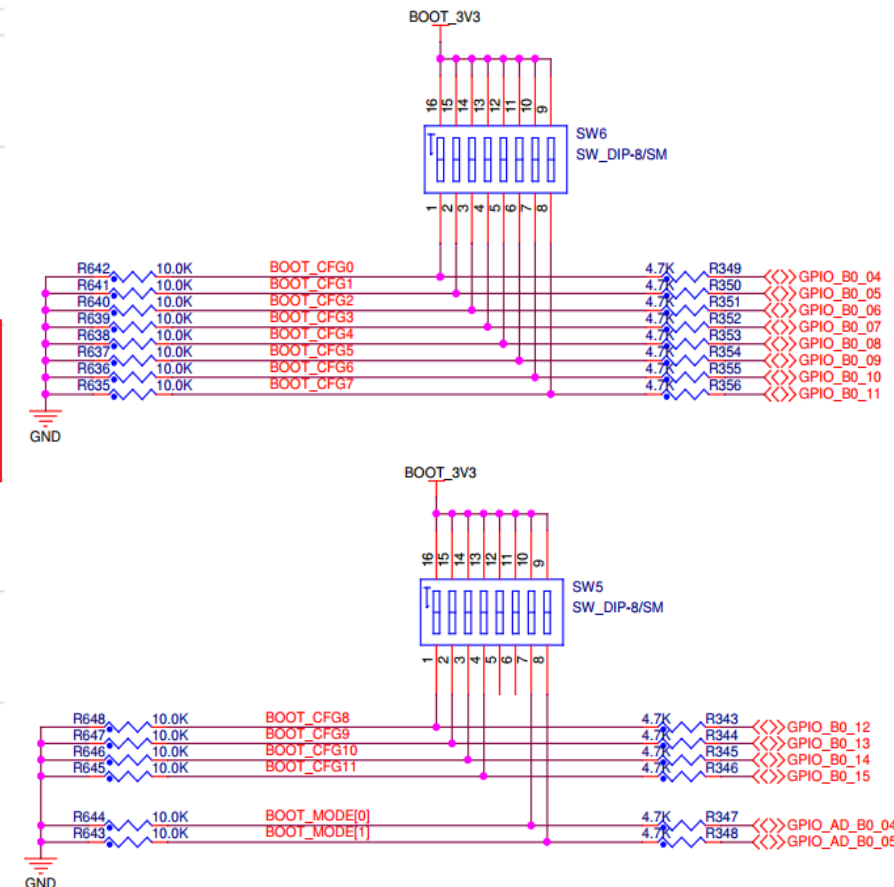 BOOT_3V3
16 15 14 13 12 11 10 9
SW6
SW_DIP-8/SM
1 2 3 4 5 6 7 8
R642 10.0K BOOT_CFG0 4.7K R349 GPIO_B0_04
R641 10.0K BOOT_CFG1 4.7K R350 GPIO_B0_05
R640 10.0K BOOT_CFG2 4.7K R351 GPIO_B0_06
R639 10.0K BOOT_CFG3 4.7K R352 GPIO_B0_07
R638 10.0K BOOT_CFG4 4.7K R353 GPIO_B0_08
R637 10.0K BOOT_CFG5 4.7K R354 GPIO_B0_09
R636 10.0K BOOT_CFG6 4.7K R355 GPIO_B0_10
R635 10.0K BOOT_CFG7 4.7K R356 GPIO_B0_11
GND
BOOT_3V3
16 15 14 13 12 11 10 9
SW5
SW_DIP-8/SM
1 2 3 4 5 6 7 8
R648 10.0K BOOT_CFG8 4.7K R343 GPIO_B0_12
R647 10.0K BOOT_CFG9 4.7K R344 GPIO_B0_13
R646 10.0K BOOT_CFG10 4.7K R345 GPIO_B0_14
R645 10.0K BOOT_CFG11 4.7K R346 GPIO_B0_15
R644 10.0K BOOT_MODE[0] 4.7K R347 GPIO_AD_B0_04
R643 10.0K BOOT_MODE[1] 4.7K R348 GPIO_AD_B0_05
GND